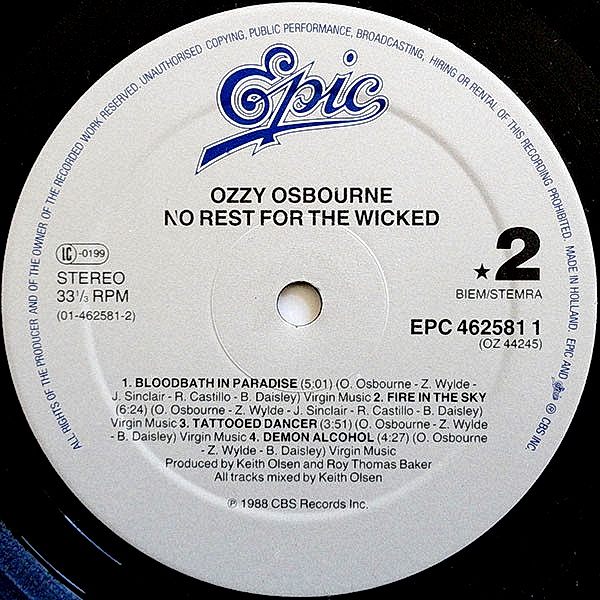 ALL RIGHTS OF THE PRODUCER AND OF THE OWNER OF THE RECORDED WORK RESERVED. UNAUTHORISED COPYING, PUBLIC PERFORMANCE, BROADCASTING, HIRING OR RENTAL OF THIS RECORDING PROHIBITED. MADE IN HOLLAND. EPIC AND ® CBS INC.
Epic
OZZY OSBOURNE
NO REST FOR THE WICKED
LC -0199
STEREO
33 1/3 RPM
(01-462581-2)
★2
BIEM/STEMRA
EPC 462581 1
(OZ 44245)
1. BLOODBATH IN PARADISE (5:01) (O. Osbourne - Z. Wylde -
J. Sinclair - R. Castillo - B. Daisley) Virgin Music 2. FIRE IN THE SKY
(6:24) (O. Osbourne - Z. Wylde - J. Sinclair - R. Castillo - B. Daisley)
Virgin Music 3. TATTOOED DANCER (3:51) (O. Osbourne - Z. Wylde
- B. Daisley) Virgin Music 4. DEMON ALCOHOL (4:27) (O. Osbourne
- Z. Wylde - B. Daisley) Virgin Music
Produced by Keith Olsen and Roy Thomas Baker
All tracks mixed by Keith Olsen
℗ 1988 CBS Records Inc.